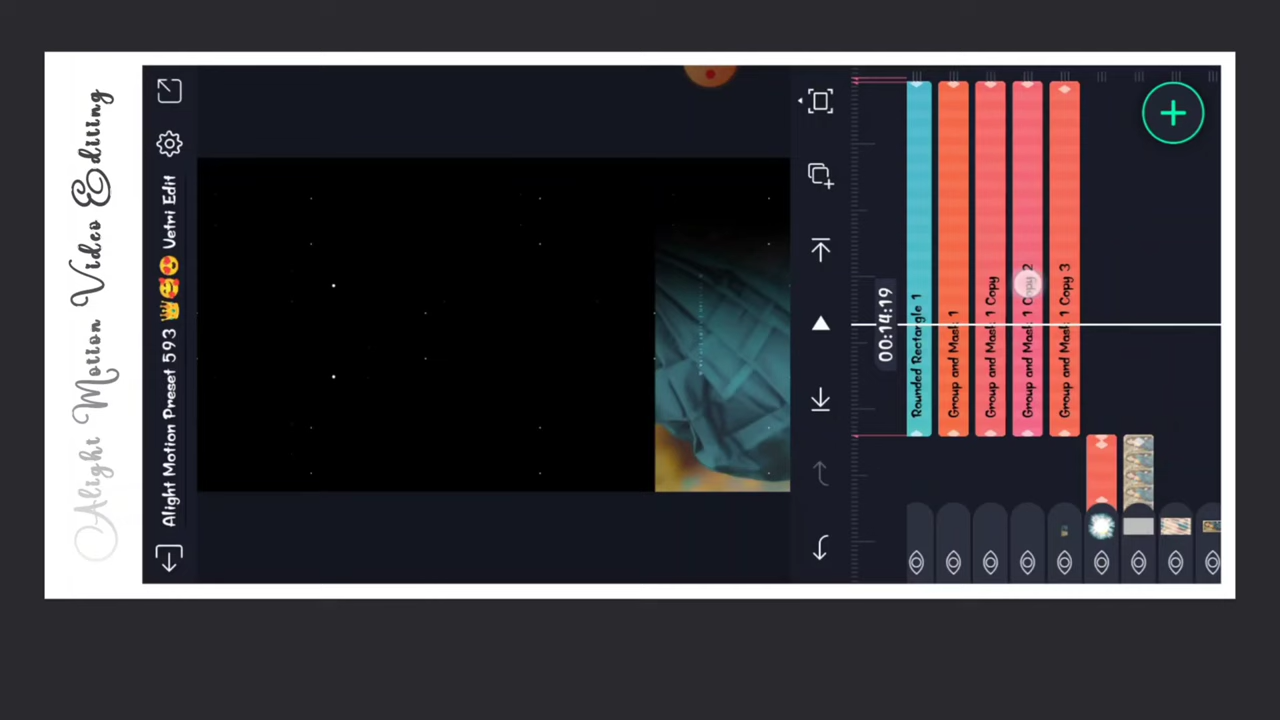 Alight Motion Video Editing
Alight Motion Preset 593 👑🥰😍 Vetri Edit
00:14:19
Rounded Rectangle 1
Group and Mask 1
Group and Mask 1 Copy
Group and Mask 1 Copy 2
Group and Mask 1 Copy 3